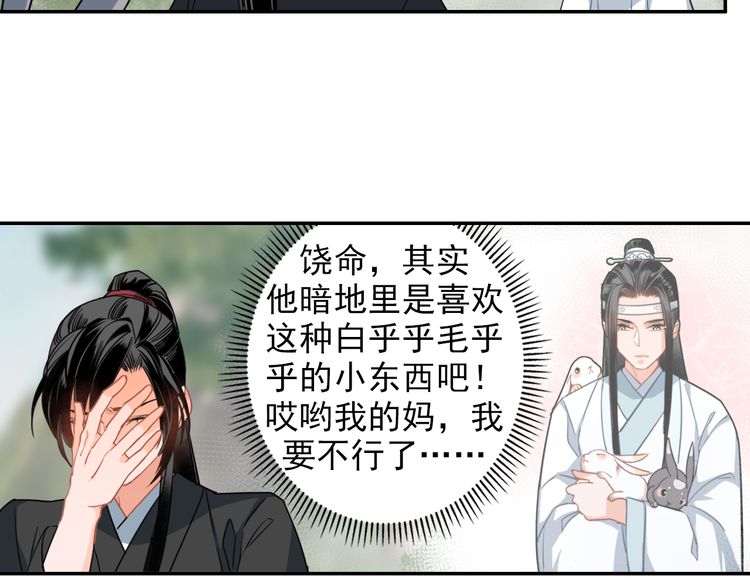 饶命，其实
他暗地里是喜欢
这种白乎乎毛乎
乎的小东西吧！
哎哟我的妈，我
要不行了……